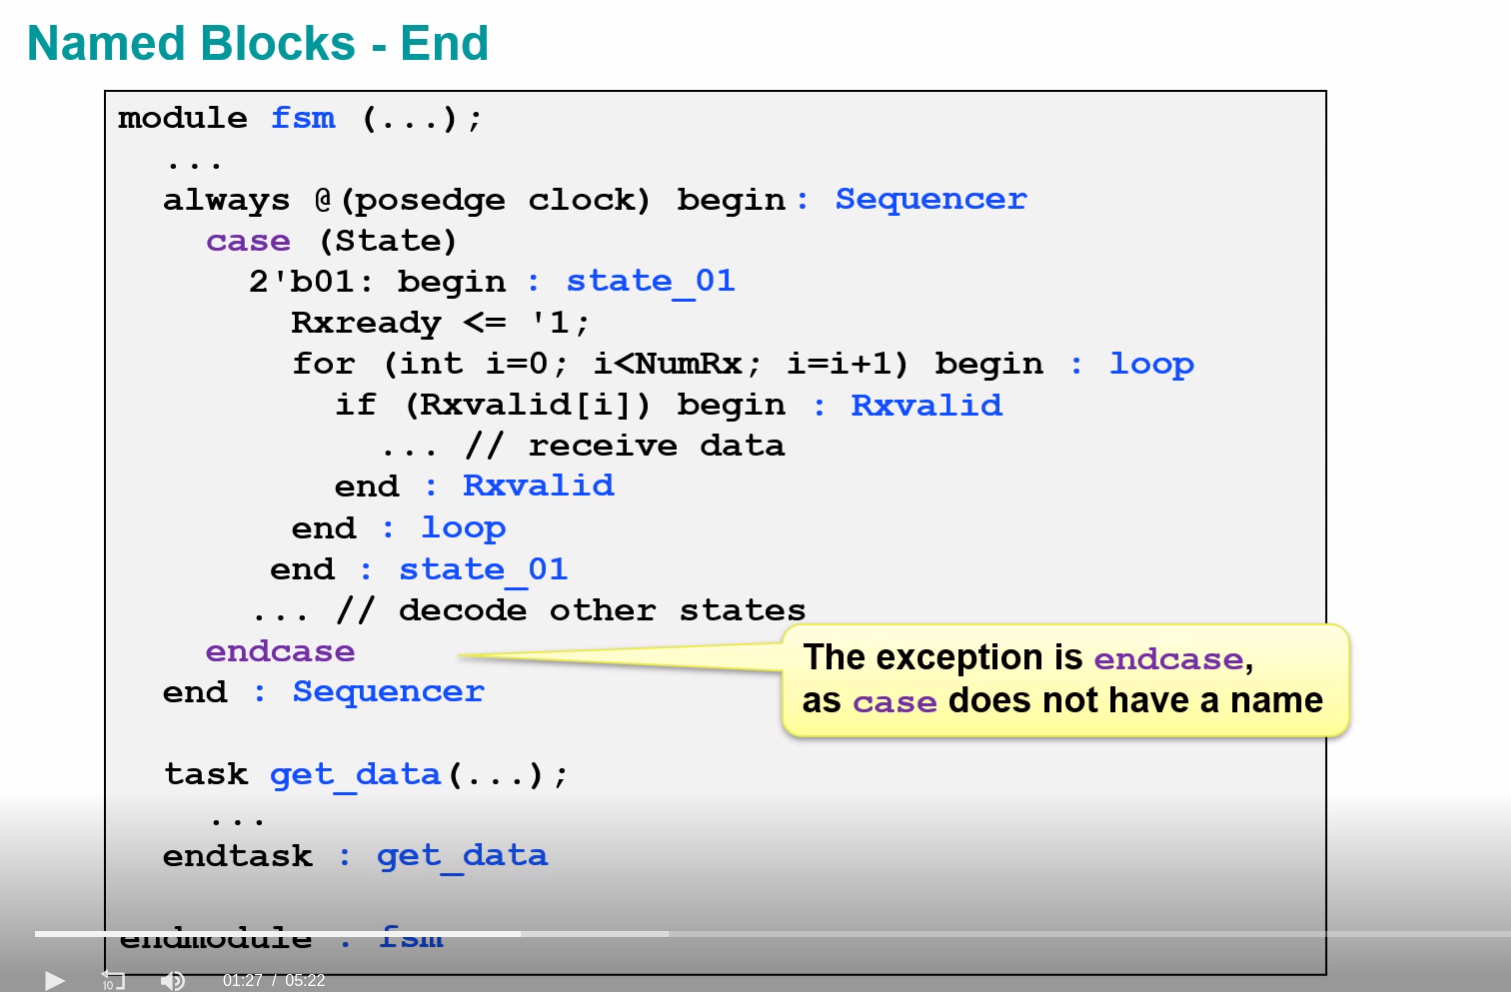 Named Blocks - End
module fsm (...);
...
always @(posedge clock) begin: Sequencer
case (State)
2'b01: begin : state_01
Rxready <= '1;
for (int i=0; i<NumRx; i=i+1) begin : loop
if (Rxvalid[i]) begin : Rxvalid
... // receive data
end : Rxvalid
end : loop
end : state_01
... // decode other states
endcase
The exception is endcase,
as case does not have a name
end : Sequencer
task get_data(...);
...
endtask : get_data
endmodule : fsm
10
01:27 / 05:22